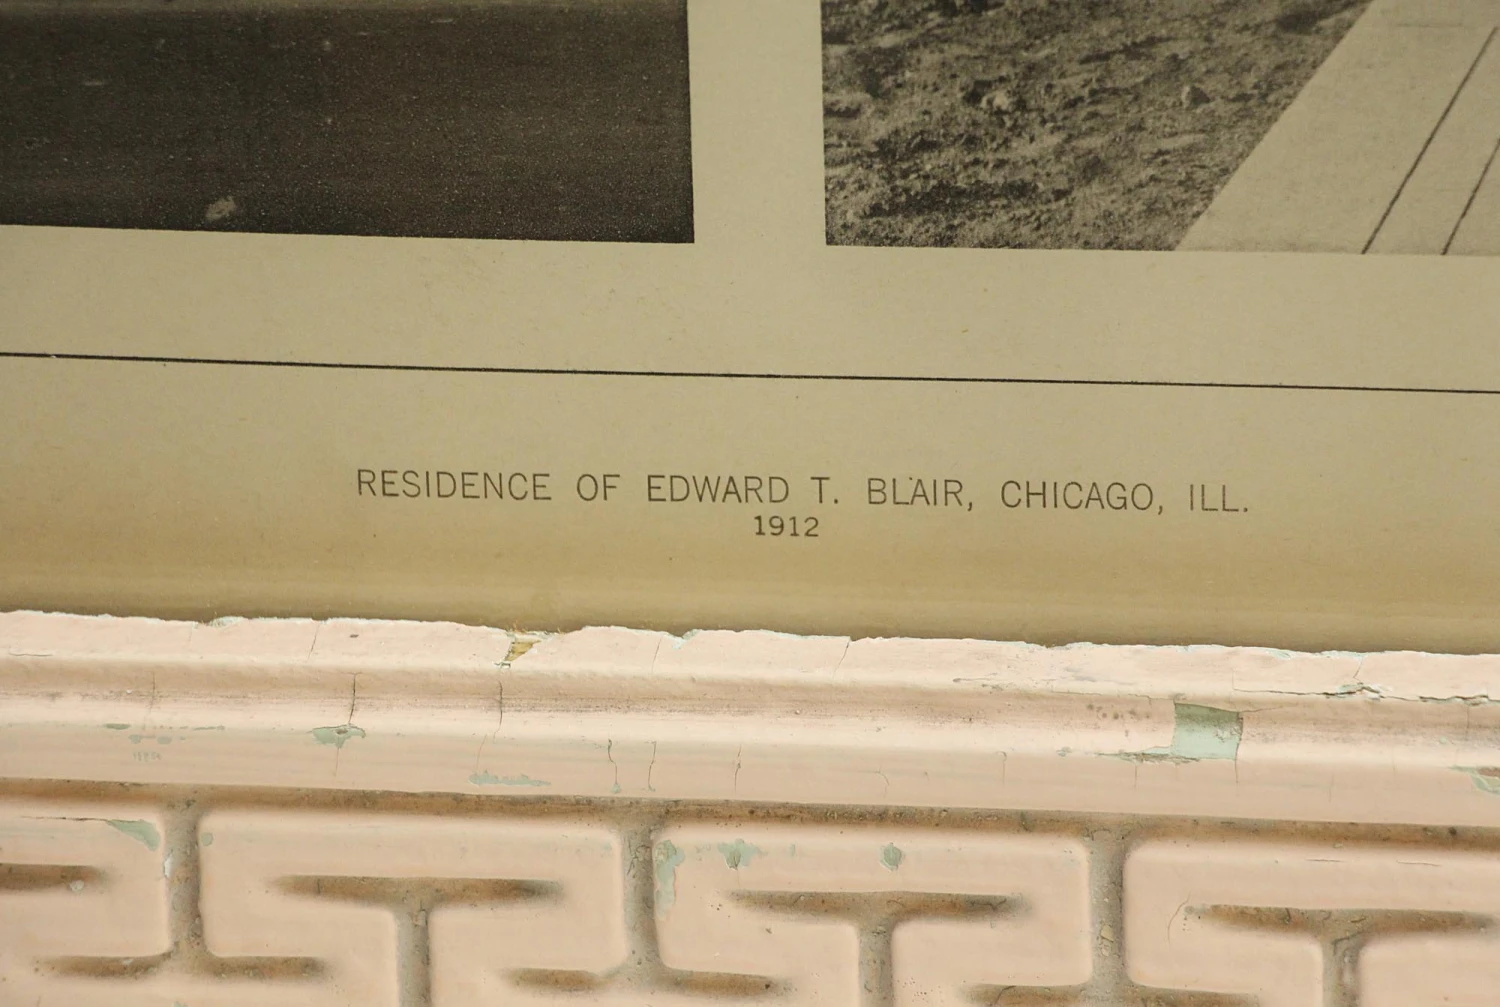 RESIDENCE OF EDWARD T. BLAIR, CHICAGO, ILL.
1912